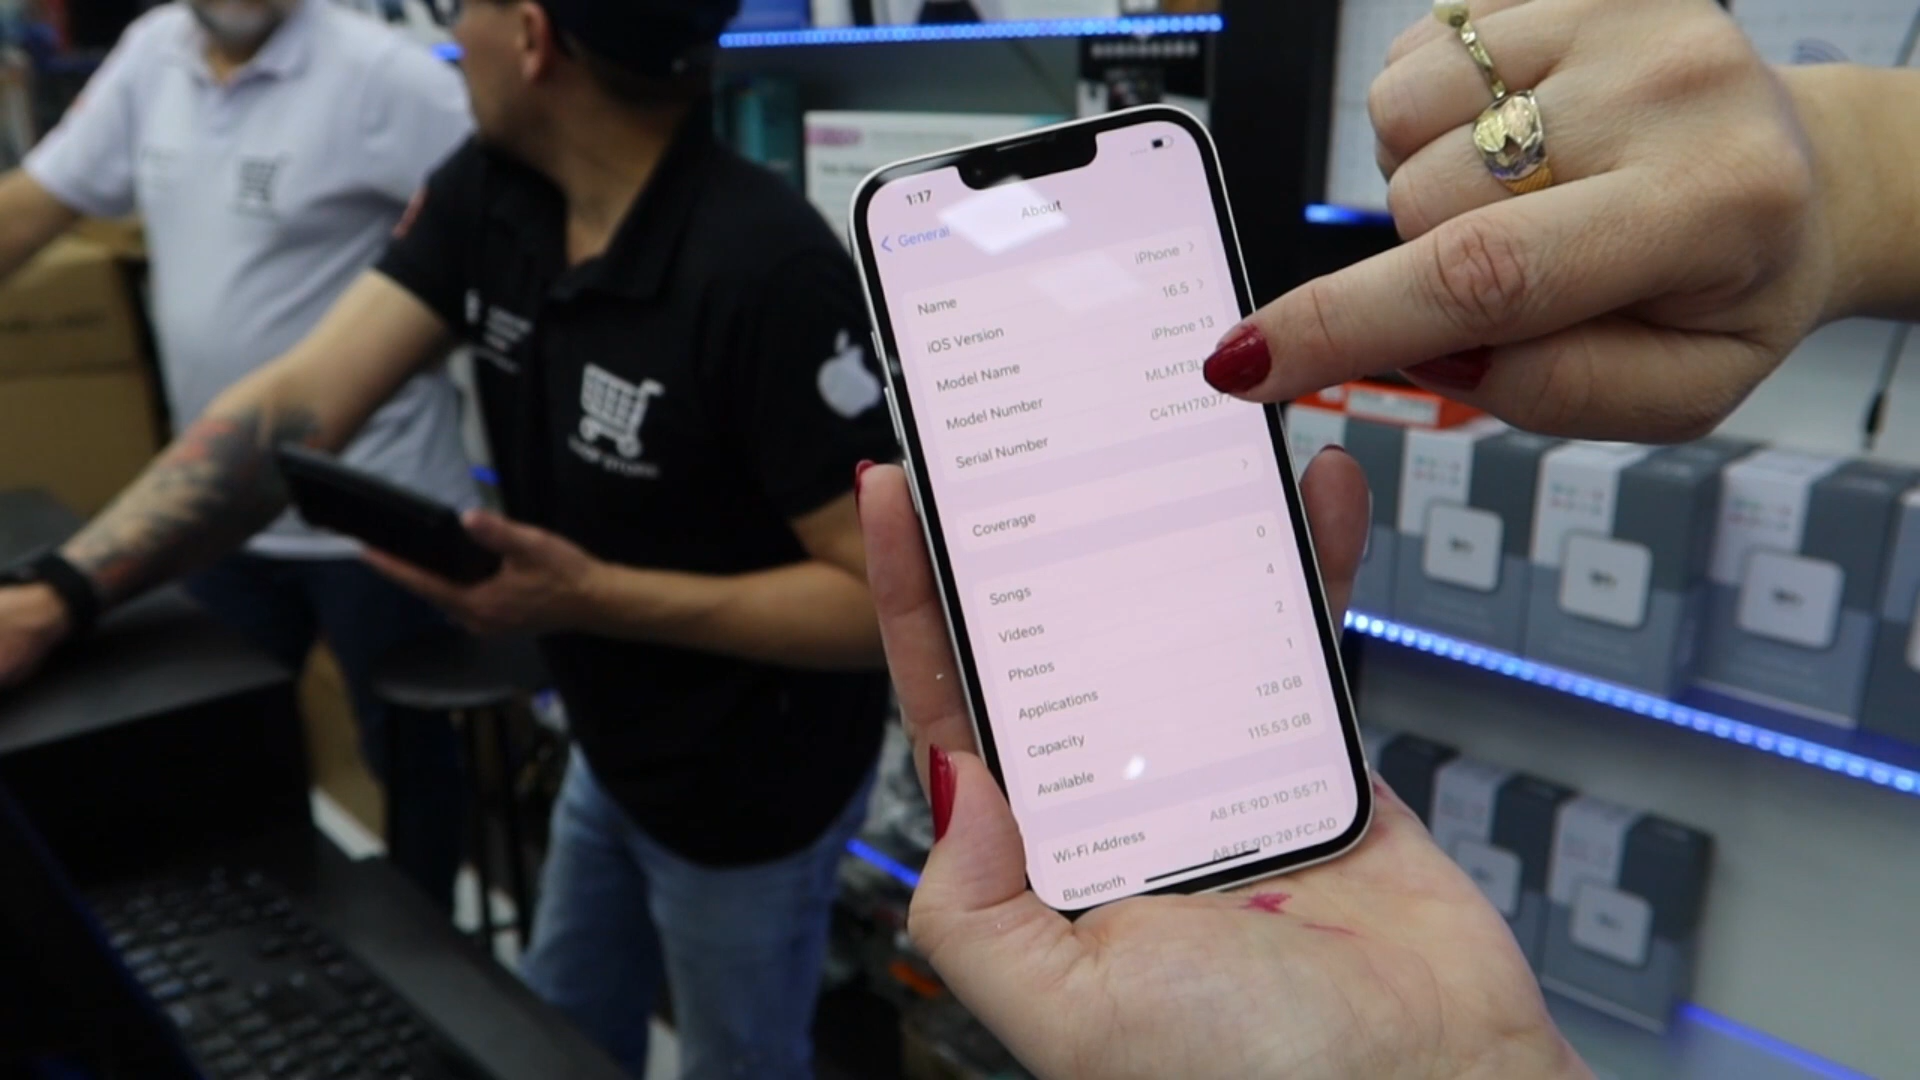 1:17
General
About
Name iPhone
iOS Version 16.5
Model Name iPhone 13
Model Number MLMT3L
Serial Number C4TH170377
Coverage
Songs 0
Videos 4
Photos 2
Applications 1
Capacity 128 GB
Available 115.53 GB
Wi-Fi Address A8:FE:9D:1D:55:71
Bluetooth A8:FE:9D:20:FC:AD